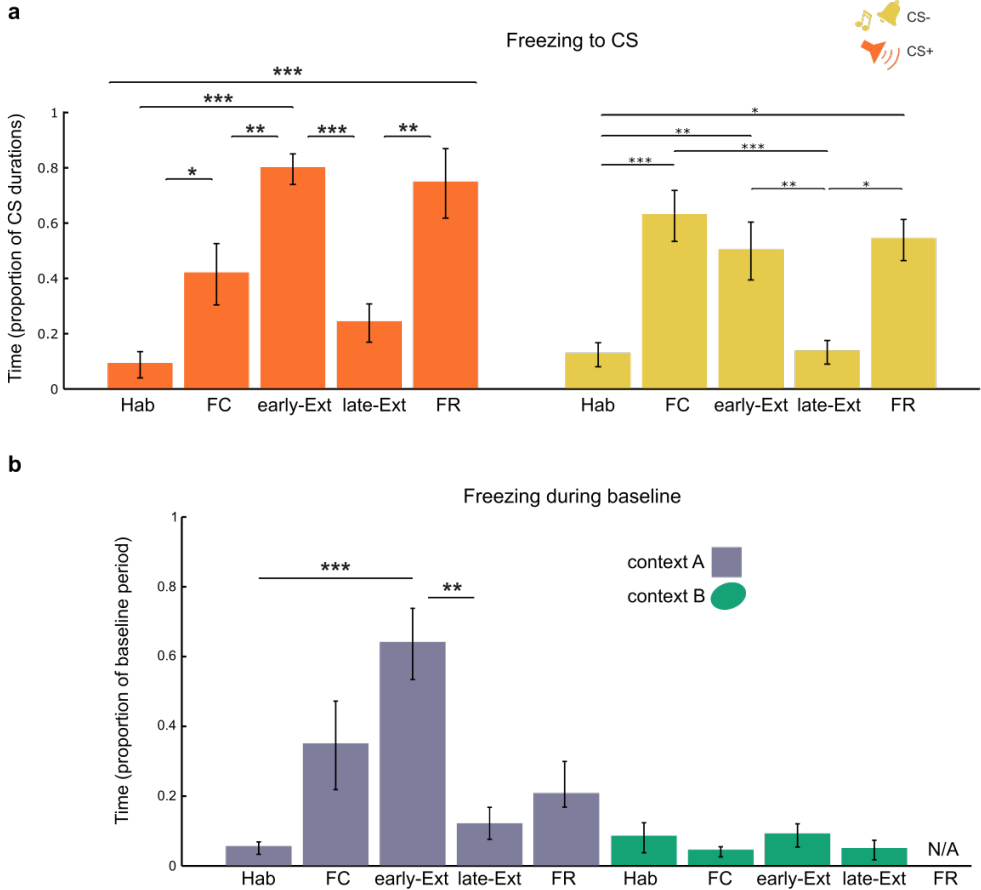 a
Freezing to CS
CS-
CS+
Time (proportion of CS durations)
1
0.8
0.6
0.4
0.2
0
***
***
** *** **
*
*
**
*** ***
** *
Hab FC early-Ext late-Ext FR Hab FC early-Ext late-Ext FR
b
Freezing during baseline
Time (proportion of baseline period)
1
0.8
0.6
0.4
0.2
0
***
**
context A
context B
N/A
Hab FC early-Ext late-Ext FR Hab FC early-Ext late-Ext FR